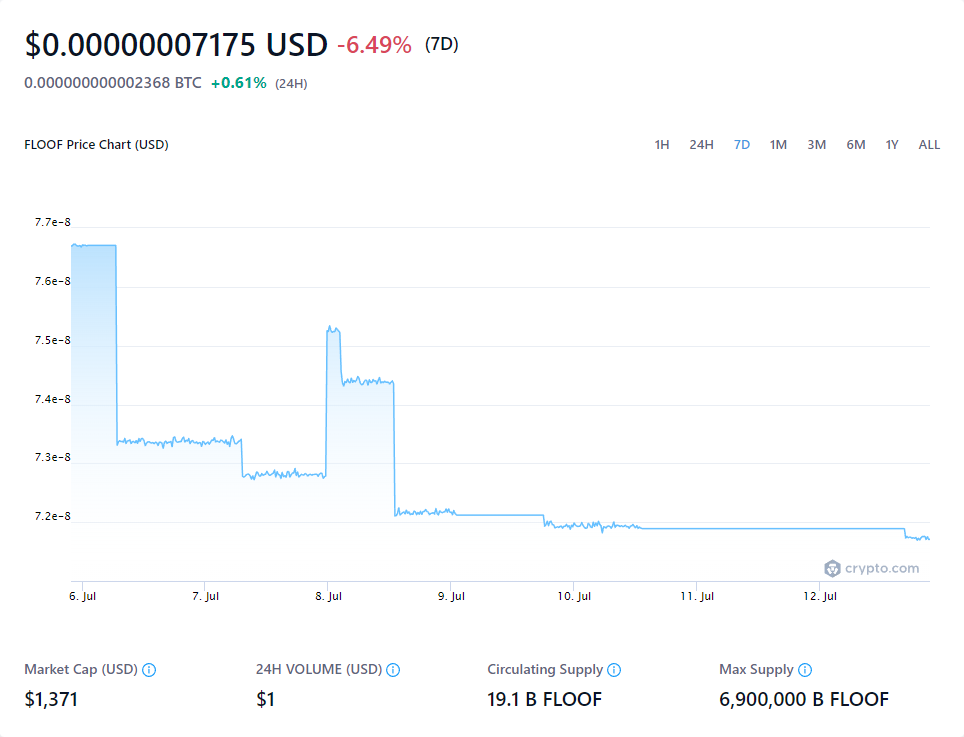 $0.00000007175 USD -6.49% (7D)
0.000000000002368 BTC +0.61% (24H)
FLOOF Price Chart (USD) 1H 24H 7D 1M 3M 6M 1Y ALL
7.7e-8
7.6e-8
7.5e-8
7.4e-8
7.3e-8
7.2e-8
crypto.com
6. Jul 7. Jul 8. Jul 9. Jul 10. Jul 11. Jul 12. Jul
Market Cap (USD) 24H VOLUME (USD) Circulating Supply Max Supply
$1,371 $1 19.1 B FLOOF 6,900,000 B FLOOF